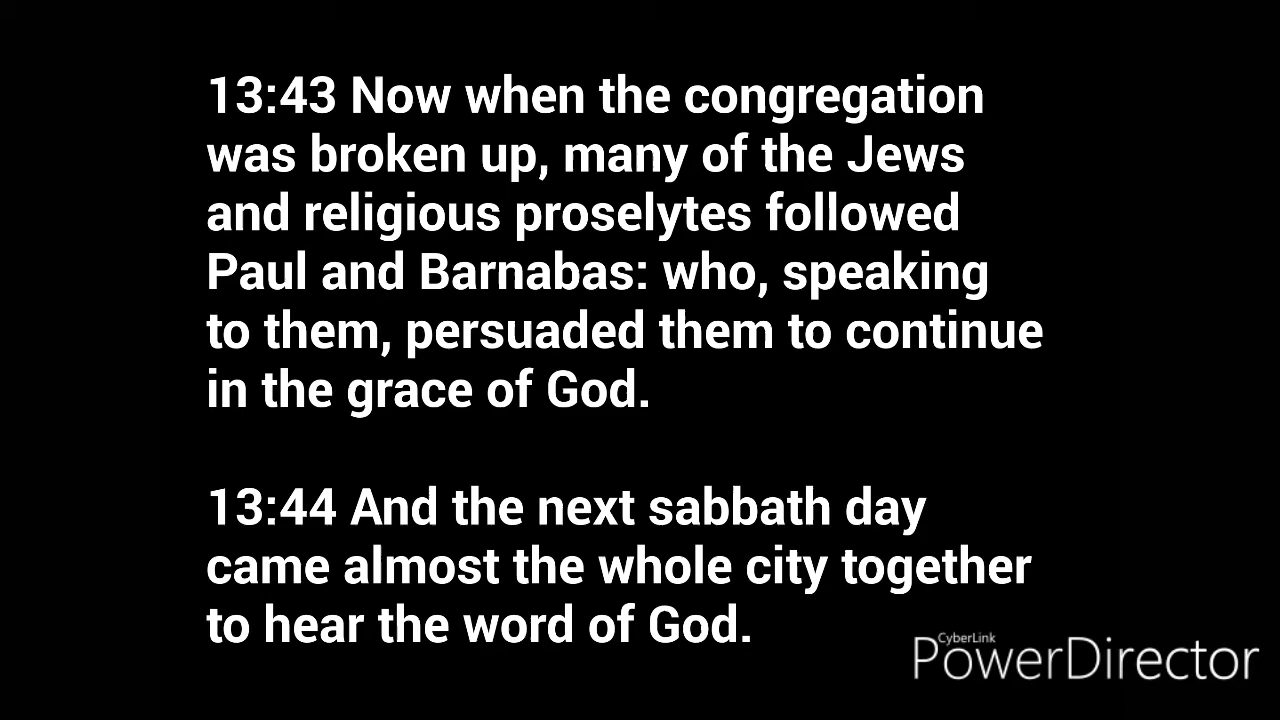 13:43 Now when the congregation
was broken up, many of the Jews
and religious proselytes followed
Paul and Barnabas: who, speaking
to them, persuaded them to continue
in the grace of God.
13:44 And the next sabbath day
came almost the whole city together
to hear the word of God.
CyberLink
PowerDirector